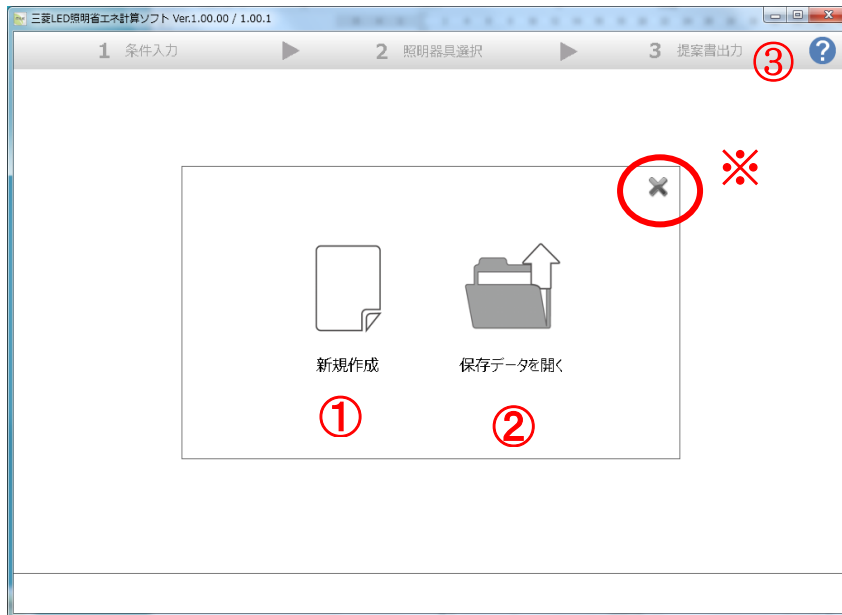 三菱LED照明省エネ計算ソフト Ver.1.00.00 / 1.00.1
1 条件入力 ▶ 2 照明器具選択 ▶ 3 提案書出力 ③ ?
※
新規作成 保存データを開く
① ②